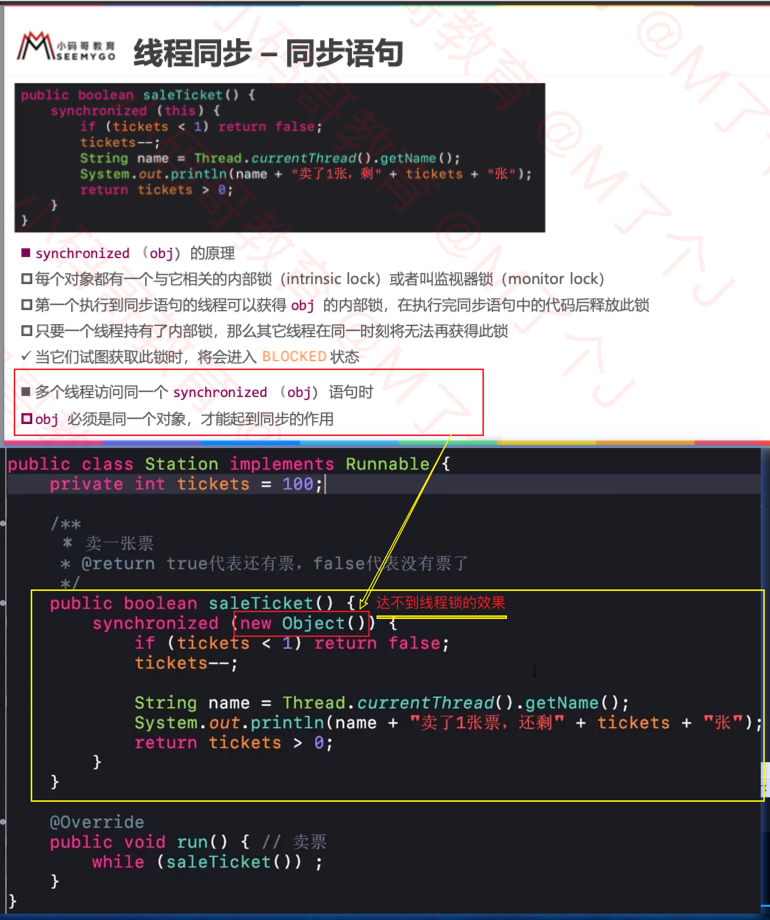 小码哥教育
SEEMYGO
线程同步 – 同步语句
public boolean saleTicket() {
synchronized (this) {
if (tickets < 1) return false;
tickets--;
String name = Thread.currentThread().getName();
System.out.println(name + "卖了1张，剩" + tickets + "张");
return tickets > 0;
}
}
■ synchronized （obj）的原理
每个对象都有一个与它相关的内部锁（intrinsic lock）或者叫监视器锁（monitor lock）
第一个执行到同步语句的线程可以获得 obj 的内部锁，在执行完同步语句中的代码后释放此锁
只要一个线程持有了内部锁，那么其它线程在同一时刻将无法再获得此锁
✓ 当它们试图获取此锁时，将会进入 BLOCKED 状态
■ 多个线程访问同一个 synchronized （obj）语句时
obj 必须是同一个对象，才能起到同步的作用
public class Station implements Runnable {
private int tickets = 100;
/**
* 卖一张票
* @return true代表还有票，false代表没有票了
*/
public boolean saleTicket() { 达不到线程锁的效果
synchronized (new Object()) {
if (tickets < 1) return false;
tickets--;
String name = Thread.currentThread().getName();
System.out.println(name + "卖了1张票，还剩" + tickets + "张");
return tickets > 0;
}
}
@Override
public void run() { // 卖票
while (saleTicket()) ;
}
}
小码哥教育 @M了个J